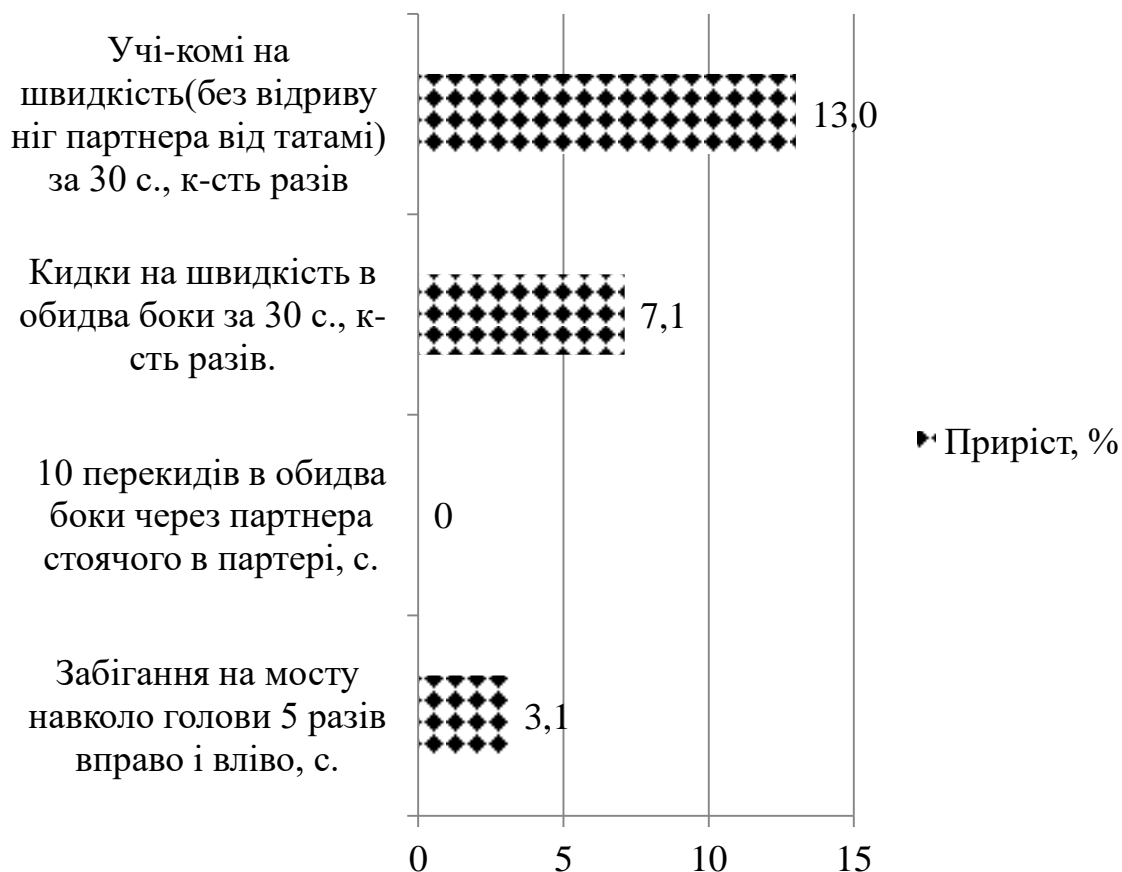 Учі-комі на
швидкість(без відриву
ніг партнера від татамі)
за 30 с., к-сть разів
13,0
Кидки на швидкість в
обидва боки за 30 с., к-
сть разів.
7,1
10 перекидів в обидва
боки через партнера
стоячого в партері, с.
0
Забігання на мосту
навколо голови 5 разів
вправо і вліво, с.
3,1
Приріст, %
0 5 10 15